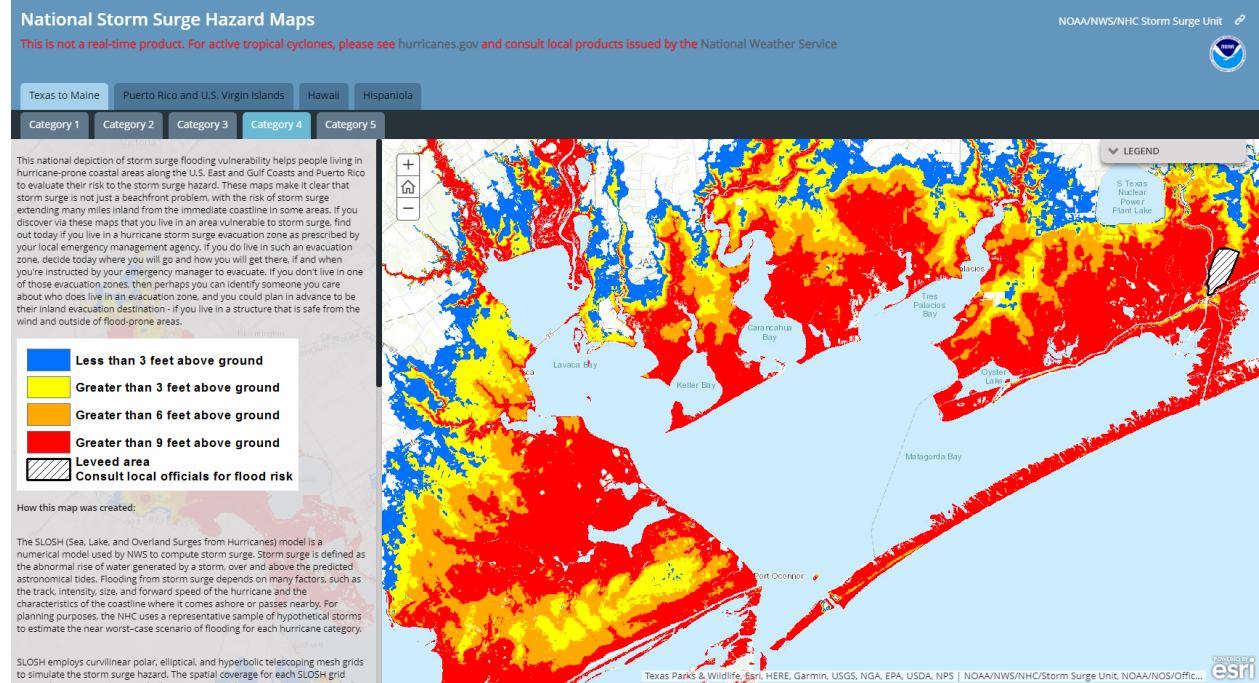 National Storm Surge Hazard Maps
NOAA/NWS/NHC Storm Surge Unit
This is not a real-time product. For active tropical cyclones, please see hurricanes.gov and consult local products issued by the National Weather Service
NOAA
Texas to Maine
Puerto Rico and U.S. Virgin Islands
Hawaii
Hispaniola
Category 1
Category 2
Category 3
Category 4
Category 5
This national depiction of storm surge flooding vulnerability helps people living in
hurricane-prone coastal areas along the U.S. East and Gulf Coasts and Puerto Rico
to evaluate their risk to the storm surge hazard. These maps make it clear that
storm surge is not just a beachfront problem, with the risk of storm surge
extending many miles inland from the immediate coastline in some areas. If you
discover via these maps that you live in an area vulnerable to storm surge, find
out today if you live in a hurricane storm surge evacuation zone as prescribed by
your local emergency management agency. If you do live in such an evacuation
zone, decide today where you will go and how you will get there, if and when
you're instructed by your emergency manager to evacuate. If you don't live in one
of those evacuation zones, then perhaps you can identify someone you care
about who does live in an evacuation zone, and you could plan in advance to be
their inland evacuation destination - if you live in a structure that is safe from the
wind and outside of flood-prone areas.
Less than 3 feet above ground
Greater than 3 feet above ground
Greater than 6 feet above ground
Greater than 9 feet above ground
Leveed area
Consult local officials for flood risk
How this map was created:
The SLOSH (Sea, Lake, and Overland Surges from Hurricanes) model is a
numerical model used by NWS to compute storm surge. Storm surge is defined as
the abnormal rise of water generated by a storm, over and above the predicted
astronomical tides. Flooding from storm surge depends on many factors, such as
the track, intensity, size, and forward speed of the hurricane and the
characteristics of the coastline where it comes ashore or passes nearby. For
planning purposes, the NHC uses a representative sample of hypothetical storms
to estimate the near worst–case scenario of flooding for each hurricane category.
SLOSH employs curvilinear polar, elliptical, and hyperbolic telescoping mesh grids
to simulate the storm surge hazard. The spatial coverage for each SLOSH grid
+
−
LEGEND
S Texas
Nuclear
Power
Plant Lake
JAC
palacios
Tres
Palacios
Bay
Carancahua
Bay
Lavaca Bay
ca
Keller Bay
Oyster
Lake
Matagorda Bay
Port Oconnor
Texas Parks & Wildlife, Esri, HERE, Garmin, USGS, NGA, EPA, USDA, NPS | NOAA/NWS/NHC/Storm Surge Unit, NOAA/NOS/Offic...
POWERED BY
esri